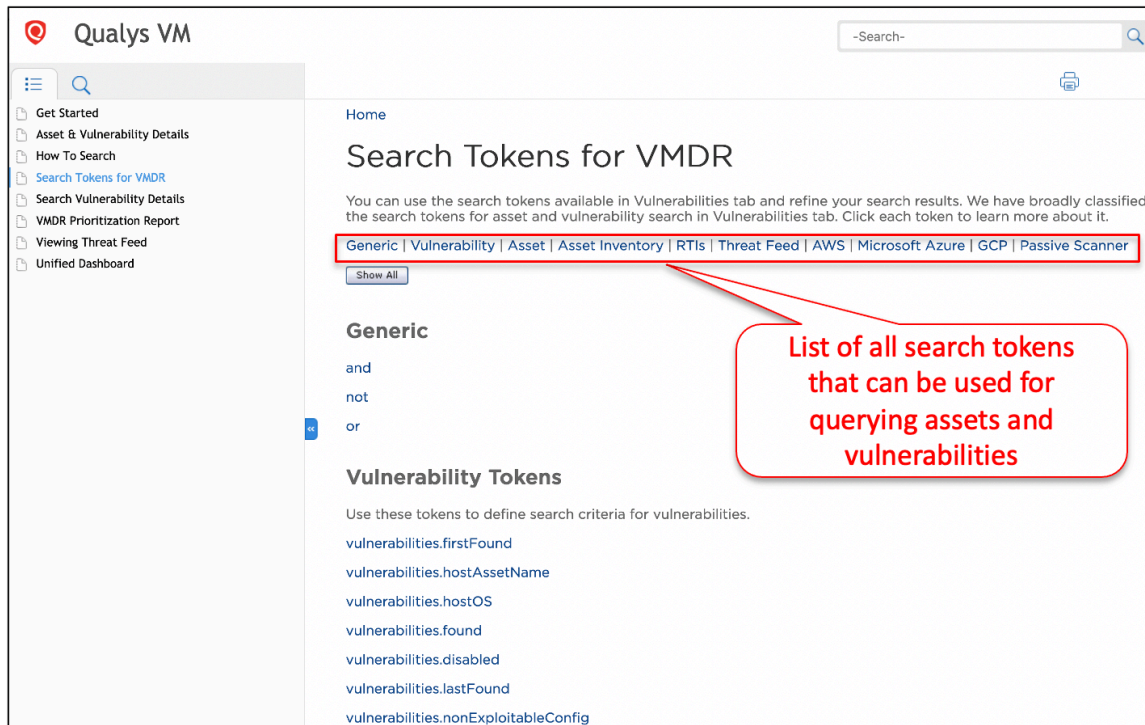 Qualys VM
-Search-
Get Started
Asset & Vulnerability Details
How To Search
Search Tokens for VMDR
Search Vulnerability Details
VMDR Prioritization Report
Viewing Threat Feed
Unified Dashboard
Home
Search Tokens for VMDR
You can use the search tokens available in Vulnerabilities tab and refine your search results. We have broadly classified
the search tokens for asset and vulnerability search in Vulnerabilities tab. Click each token to learn more about it.
Generic | Vulnerability | Asset | Asset Inventory | RTIs | Threat Feed | AWS | Microsoft Azure | GCP | Passive Scanner
Show All
Generic
and
not
or
«
List of all search tokens
that can be used for
querying assets and
vulnerabilities
Vulnerability Tokens
Use these tokens to define search criteria for vulnerabilities.
vulnerabilities.firstFound
vulnerabilities.hostAssetName
vulnerabilities.hostOS
vulnerabilities.found
vulnerabilities.disabled
vulnerabilities.lastFound
vulnerabilities.nonExploitableConfig